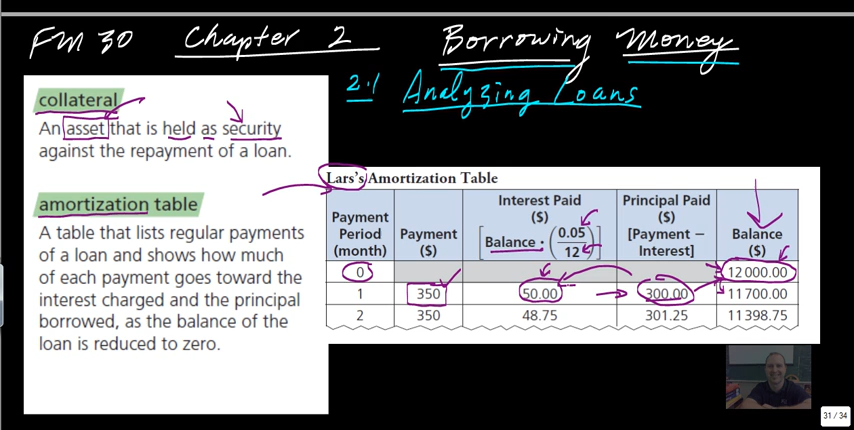 FM 30 Chapter 2 Borrowing Money
2.1 Analyzing Loans
collateral
An asset that is held as security
against the repayment of a loan.
amortization table
A table that lists regular payments
of a loan and shows how much
of each payment goes toward the
interest charged and the principal
borrowed, as the balance of the
loan is reduced to zero.
Lars's Amortization Table
Payment
Period
(month)
Payment
($)
Interest Paid
($)
[Balance · (0.05/12)]
Principal Paid
($)
[Payment –
Interest]
Balance
($)
0 12 000.00
1 350 50.00 300.00 11 700.00
2 350 48.75 301.25 11 398.75
31 / 34